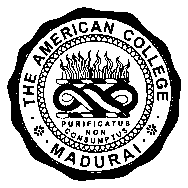 THE AMERICAN COLLEGE
PURIFICATUS
NON
CONSUMPTUS
MADURAI